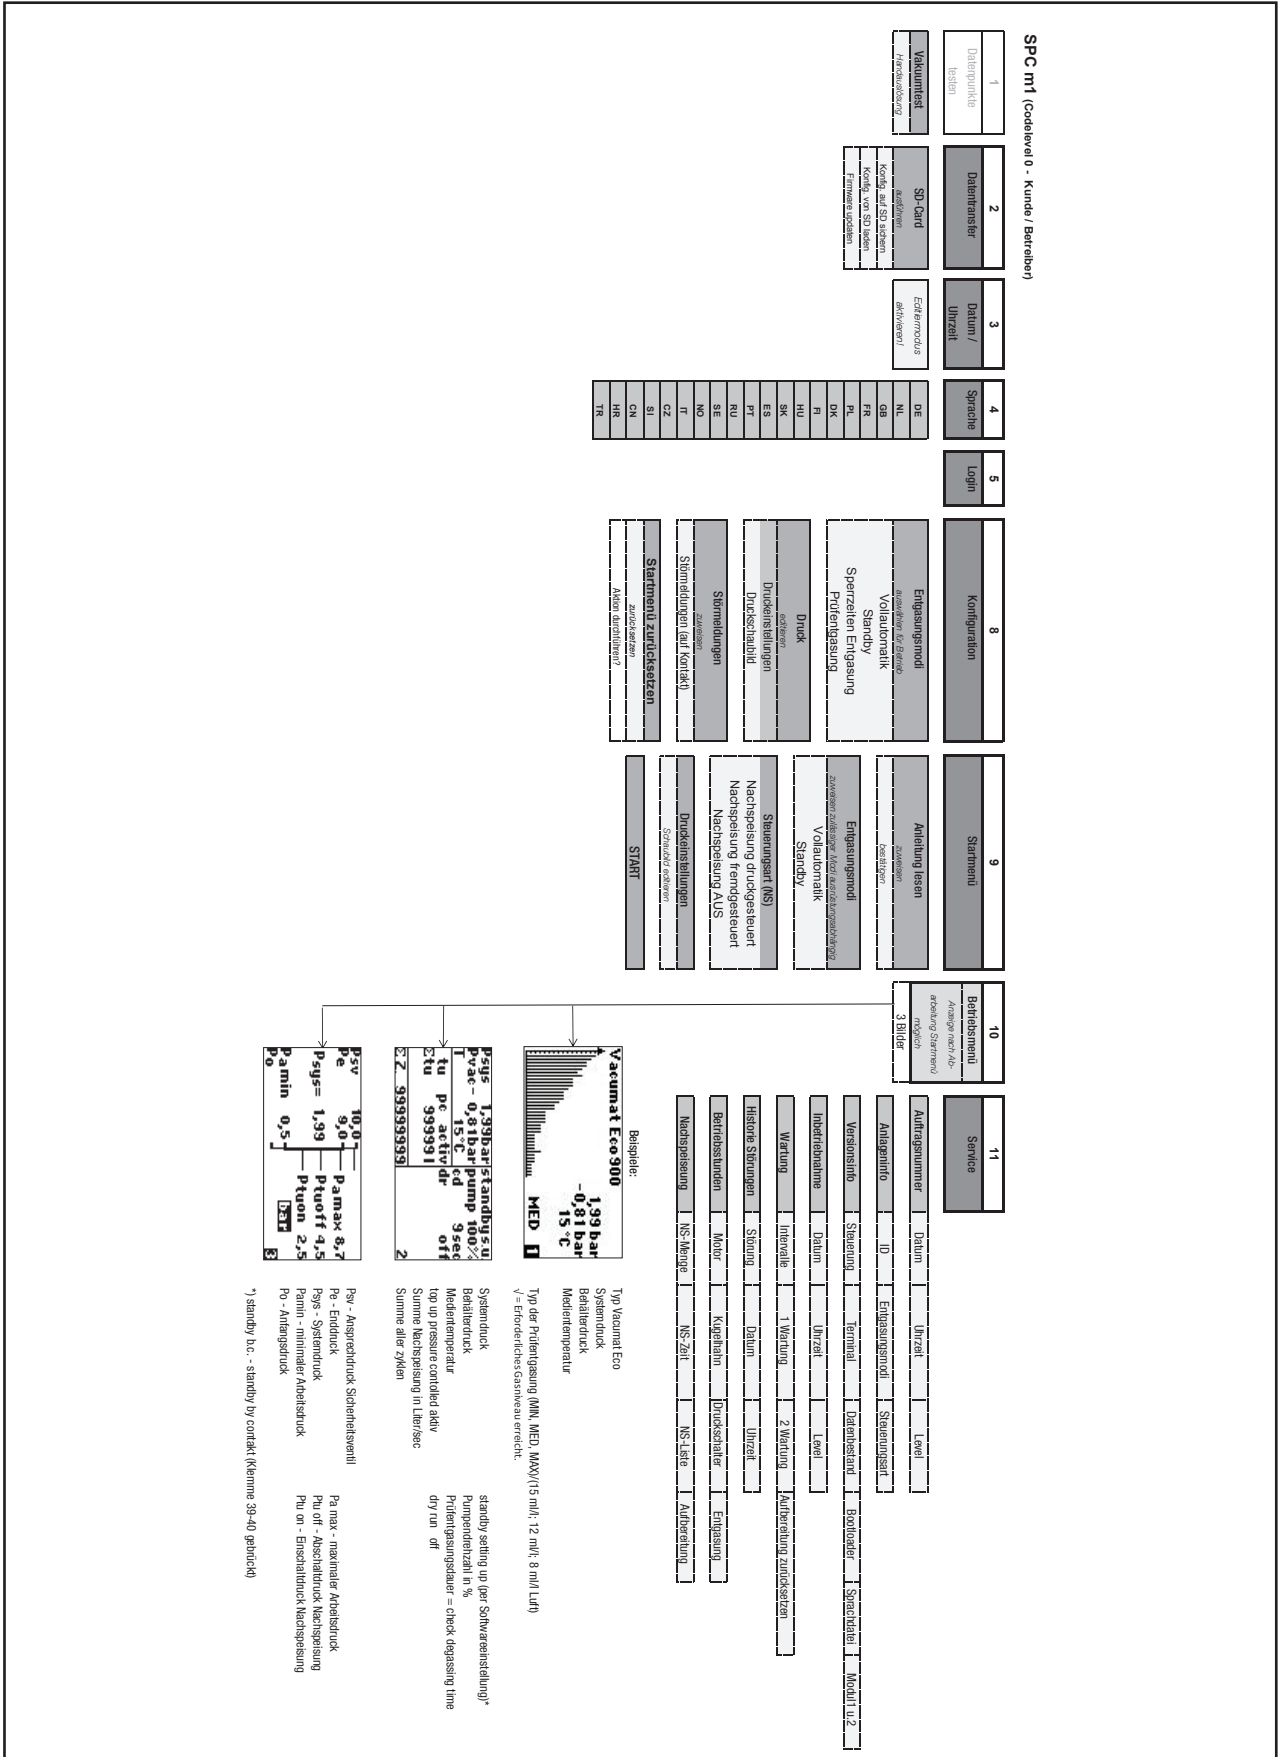 SPC m1 (Codelevel 0 - Kunde / Betreiber)
1
Datenpunkte
testen
Vakuumtest
Handauslösung
2
Datentransfer
SD-Card
ausführen
Konfig. auf SD sichern
Konfig. von SD laden
Firmware updaten
3
Datum /
Uhrzeit
Editiermodus
aktivieren!
4
Sprache
DE
NL
GB
FR
PL
DK
FI
HU
SK
ES
PT
RU
SE
NO
IT
CZ
SI
CN
HR
TR
5
Login
8
Konfiguration
Entgasungsmodi
auswählen für Betrieb
Vollautomatik
Standby
Sperrzeiten Entgasung
Prüfentgasung
Druck
editieren
Druckeinstellungen
Druckschaubild
Störmeldungen
zuweisen
Störmeldungen (auf Kontakt)
Startmenü zurücksetzen
zurücksetzen
Aktion durchführen?
9
Startmenü
Anleitung lesen
zuweisen
bestätigen
Entgasungsmodi
zuweisen zulässiger Modi ausrüstungsabhängig
Vollautomatik
Standby
Steuerungsart (NS)
Nachspeisung druckgesteuert
Nachspeisung fremdgesteuert
Nachspeisung AUS
Druckeinstellungen
Schaubild editieren
START
10
Betriebsmenü
Anzeige nach Ab-
arbeitung Startmenü
möglich
3 Bilder
11
Service
Auftragsnummer Datum Uhrzeit Level
Anlageninfo ID Entgasungsmodi Steuerungsart
Versionsinfo Steuerung Terminal Datenbestand Bootloader Sprachdatei Modul1 u.2
Inbetriebnahme Datum Uhrzeit Level
Wartung Intervalle 1 Wartung 2 Wartung Aufbereitung zurücksetzen
Historie Störungen Störung Datum Uhrzeit
Betriebsstunden Motor Kugelhahn Druckschalter Entgasung
Nachspeiseung NS-Menge NS-Zeit NS-Liste Aufbereitung
Beispiele:
Vacumat Eco 900
1,99 bar
-0,81 bar
15 °C
MED 1
Typ Vacumat Eco
Systemdruck
Behälterdruck
Medientemperatur
Typ der Prüfentgasung (MIN, MED, MAX)/(15 ml/l; 12 ml/l; 8 ml/l Luft)
√ = Erforderliches Gasniveau erreicht.
Psys 1,99bar standbys.u
Pvac- 0,81bar pump 100%
T 15°C cd 9sec
tu pc activ dr off
Σtu 99999l
ΣZ 99999999 2
Systemdruck
Behälterdruck
Medientemperatur
top up pressure contolled aktiv
Summe Nachspeisung in Liter/sec
Summe aller zyklen
standby setting up (per Softwareeinstellung)*
Pumpendrehzahl in %
Prüfentgasungsdauer = check degassing time
dry run off
Psv 10,0
Pe 9,0
Pamax 8,7
Psys= 1,99
Ptuoff 4,5
Ptuon 2,5
Pamin 0,5
Po
bar
3
Psv - Ansprechdruck Sicherheitsventil
Pe - Enddruck
Psys - Systemdruck
Pamin - minimaler Arbeitsdruck
Po - Anfangsdruck
Pa max - maximaler Arbeitsdruck
Ptu off - Abschaltdruck Nachspeisung
Ptu on - Einschaltdruck Nachspeisung
*) standby b.c. - standby by contakt (Klemme 39-40 gebrückt)